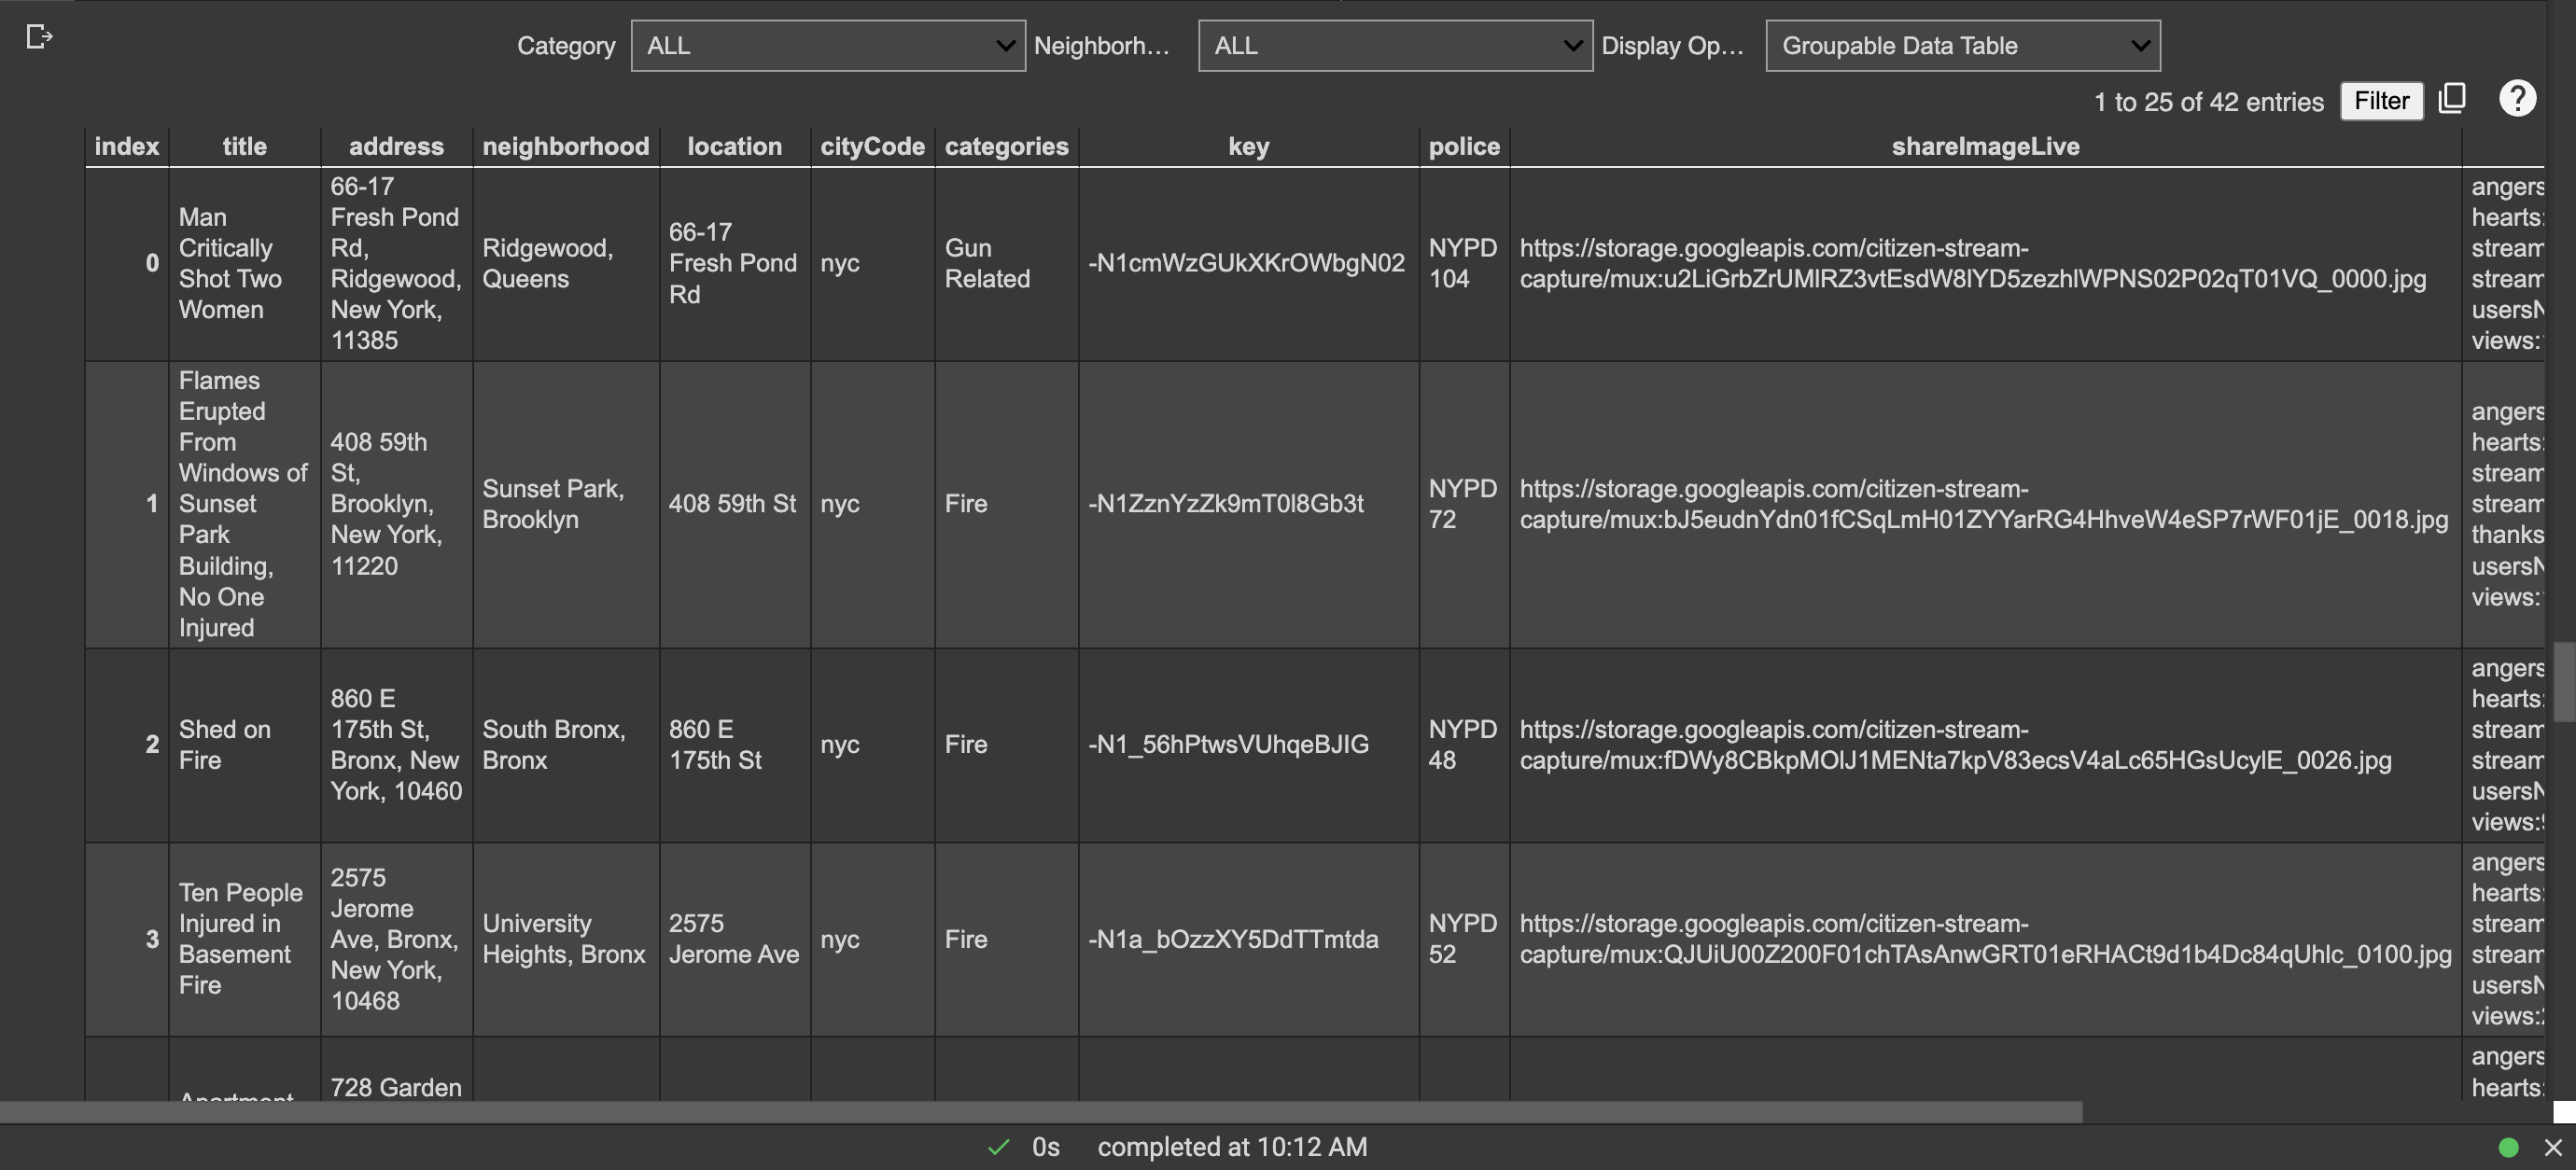 Category ALL Neighborh... ALL Display Op... Groupable Data Table
1 to 25 of 42 entries Filter ?
index title address neighborhood location cityCode categories key police shareImageLive
0
Man
Critically
Shot Two
Women
66-17
Fresh Pond
Rd,
Ridgewood,
New York,
11385
Ridgewood,
Queens
66-17
Fresh Pond
Rd
nyc
Gun
Related
-N1cmWzGUkXKrOWbgN02
NYPD
104
https://storage.googleapis.com/citizen-stream-
capture/mux:u2LiGrbZrUMIRZ3vtEsdW8lYD5zezhlWPNS02P02qT01VQ_0000.jpg
angers
hearts:
stream
stream
usersN
views:
1
Flames
Erupted
From
Windows of
Sunset
Park
Building,
No One
Injured
408 59th
St,
Brooklyn,
New York,
11220
Sunset Park,
Brooklyn
408 59th St
nyc
Fire
-N1ZznYzZk9mT0l8Gb3t
NYPD
72
https://storage.googleapis.com/citizen-stream-
capture/mux:bJ5eudnYdn01fCSqLmH01ZYYarRG4HhveW4eSP7rWF01jE_0018.jpg
angers
hearts:
stream
stream
thanks
usersN
views:
2
Shed on
Fire
860 E
175th St,
Bronx, New
York, 10460
South Bronx,
Bronx
860 E
175th St
nyc
Fire
-N1_56hPtwsVUhqeBJIG
NYPD
48
https://storage.googleapis.com/citizen-stream-
capture/mux:fDWy8CBkpMOlJ1MENta7kpV83ecsV4aLc65HGsUcylE_0026.jpg
angers
hearts:
stream
stream
usersN
views:
3
Ten People
Injured in
Basement
Fire
2575
Jerome
Ave, Bronx,
New York,
10468
University
Heights, Bronx
2575
Jerome Ave
nyc
Fire
-N1a_bOzzXY5DdTTmtda
NYPD
52
https://storage.googleapis.com/citizen-stream-
capture/mux:QJUiU00Z200F01chTAsAnwGRT01eRHACt9d1b4Dc84qUhlc_0100.jpg
angers
hearts:
stream
stream
usersN
views:
Apartment
728 Garden
angers
hearts:
0s completed at 10:12 AM